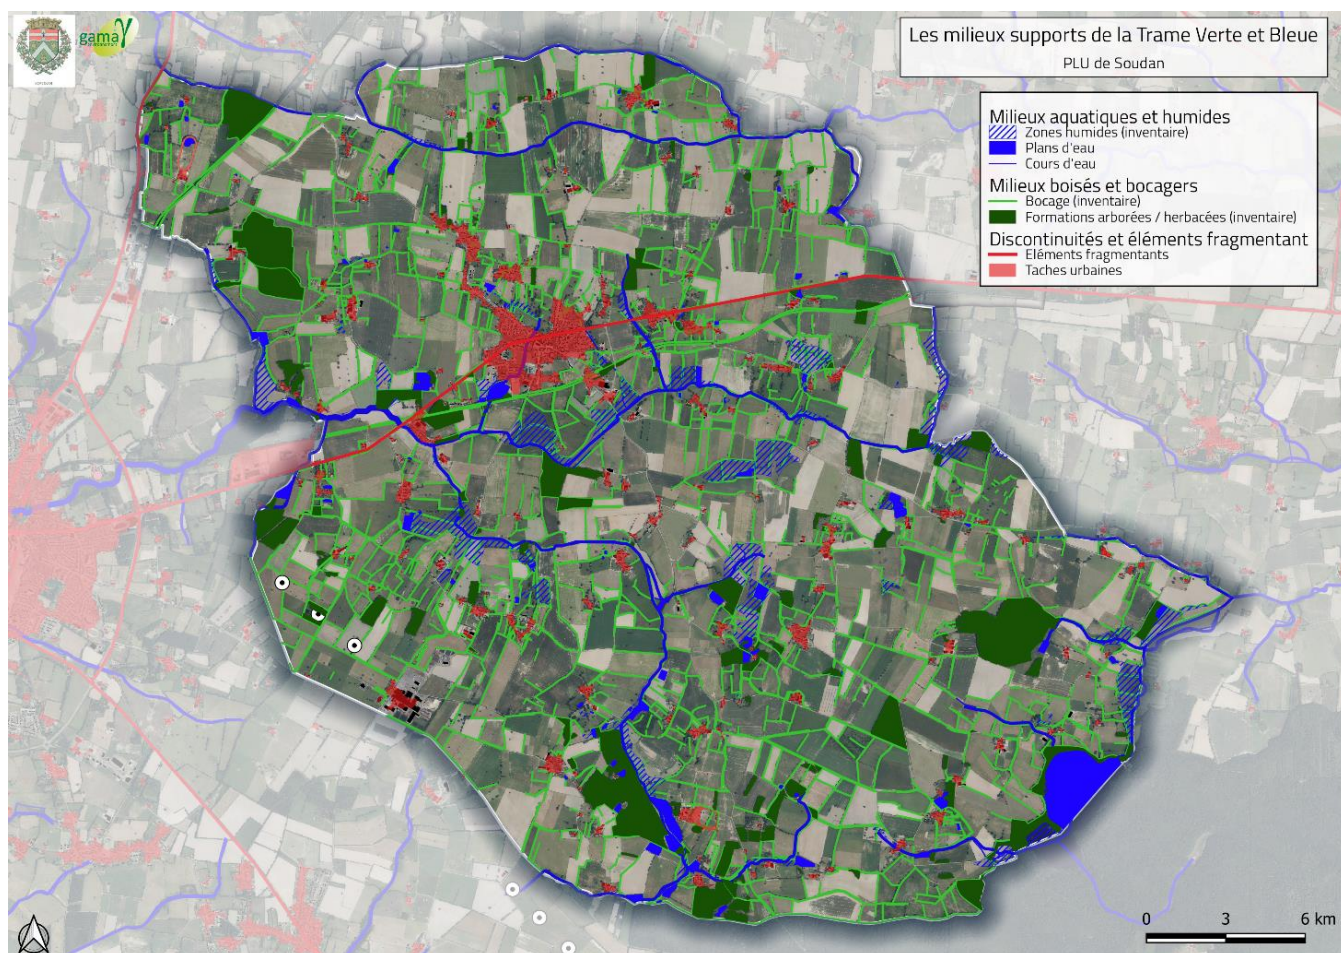 gama
Les milieux supports de la Trame Verte et Bleue
PLU de Soudan
Milieux aquatiques et humides
Zones humides (inventaire)
Plans d'eau
Cours d'eau
Milieux boisés et bocagers
Bocage (inventaire)
Formations arborées / herbacées (inventaire)
Discontinuités et éléments fragmentant
Eléments fragmentants
Taches urbaines
0 3 6 km